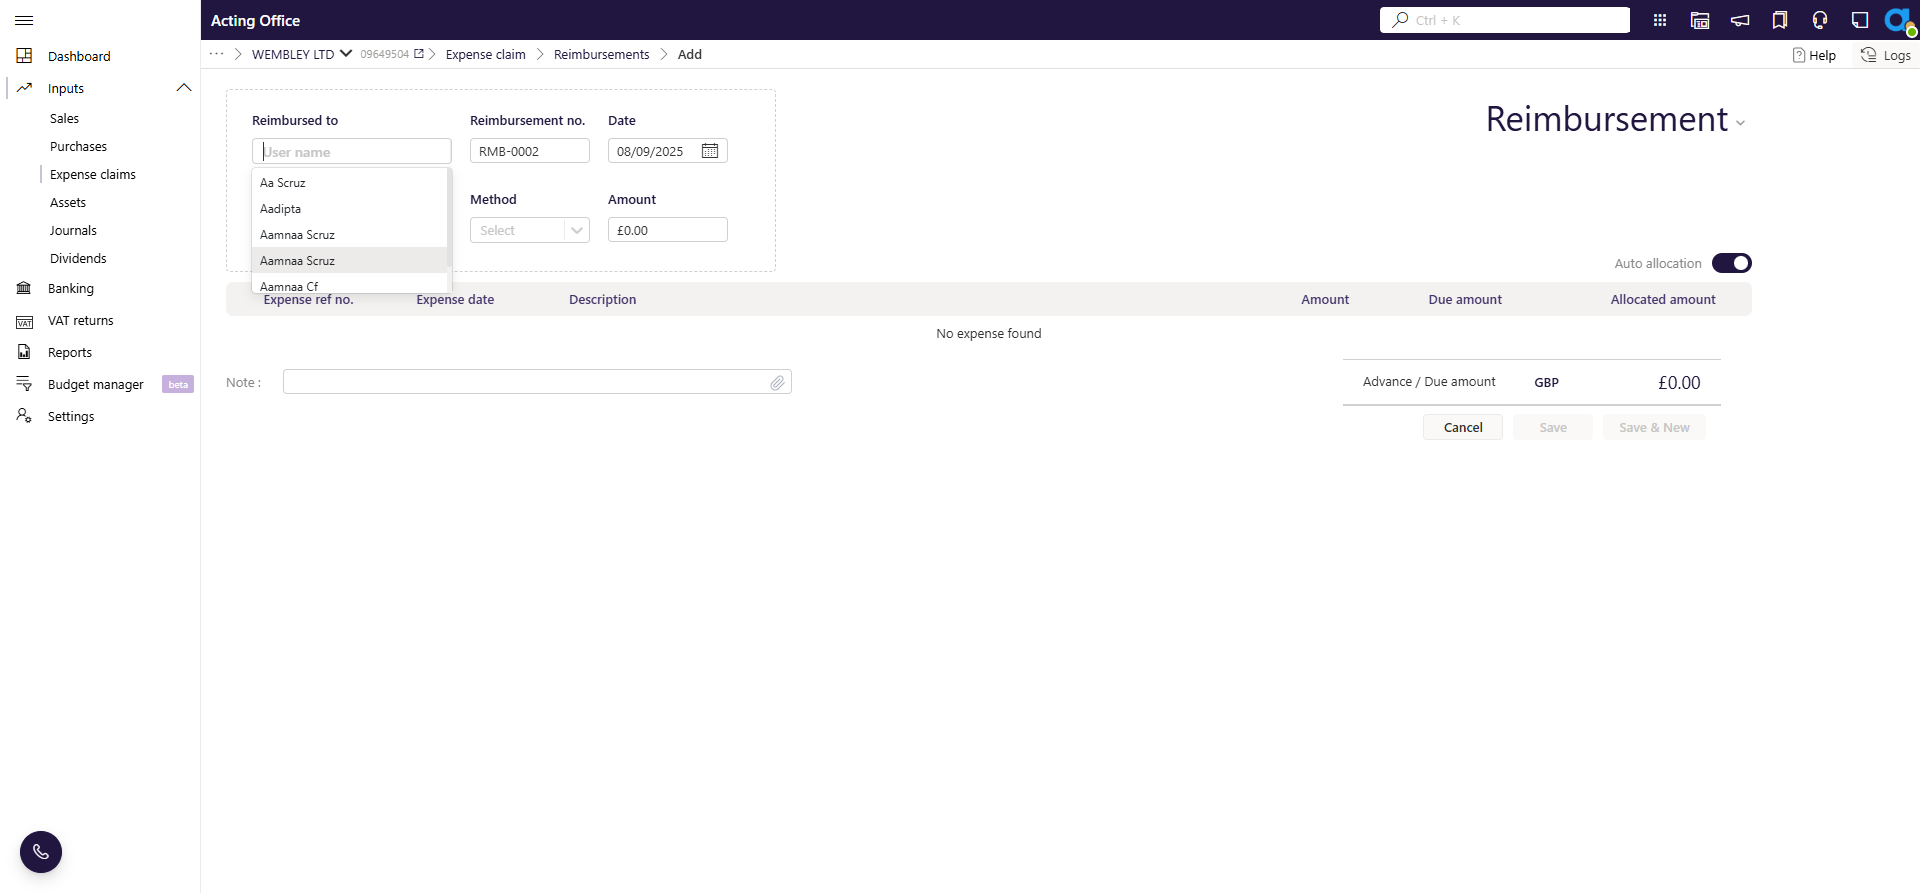 Acting Office
Ctrl + K
WEMBLEY LTD 09649504 Expense claim Reimbursements Add
Help
Logs
Dashboard
Inputs
Sales
Purchases
Expense claims
Assets
Journals
Dividends
Banking
VAT returns
Reports
Budget manager beta
Settings
Reimbursement
Reimbursed to Reimbursement no. Date
User name RMB-0002 08/09/2025
Aa Scruz
Aadipta
Aamnaa Scruz
Aamnaa Scruz
Aamnaa Cf
Method Amount
Select £0.00
Auto allocation
Expense ref no. Expense date Description Amount Due amount Allocated amount
No expense found
Note :
Advance / Due amount GBP £0.00
Cancel Save Save & New